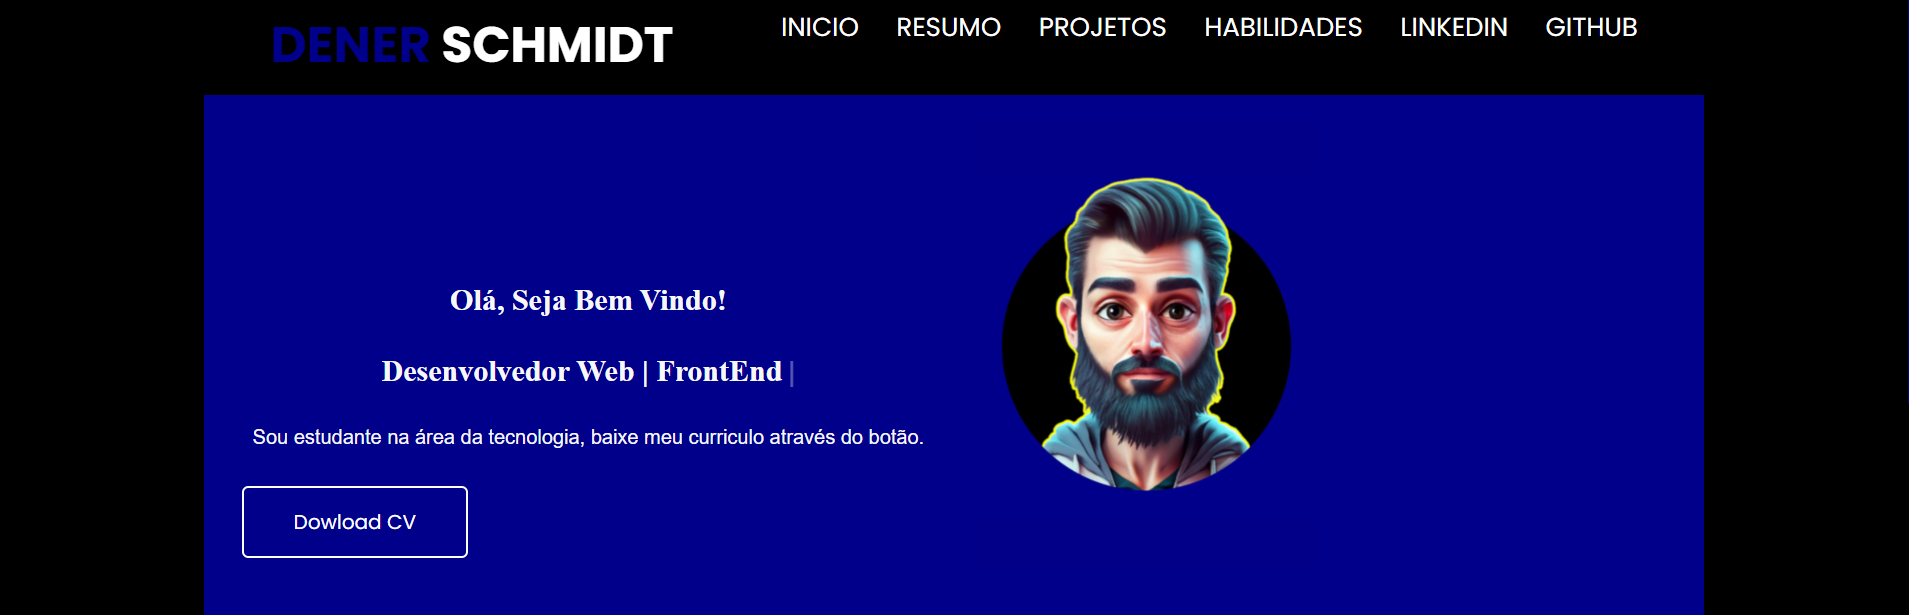 DENER SCHMIDT
INICIO RESUMO PROJETOS HABILIDADES LINKEDIN GITHUB
Olá, Seja Bem Vindo!
Desenvolvedor Web | FrontEnd |
Sou estudante na área da tecnologia, baixe meu curriculo através do botão.
Dowload CV